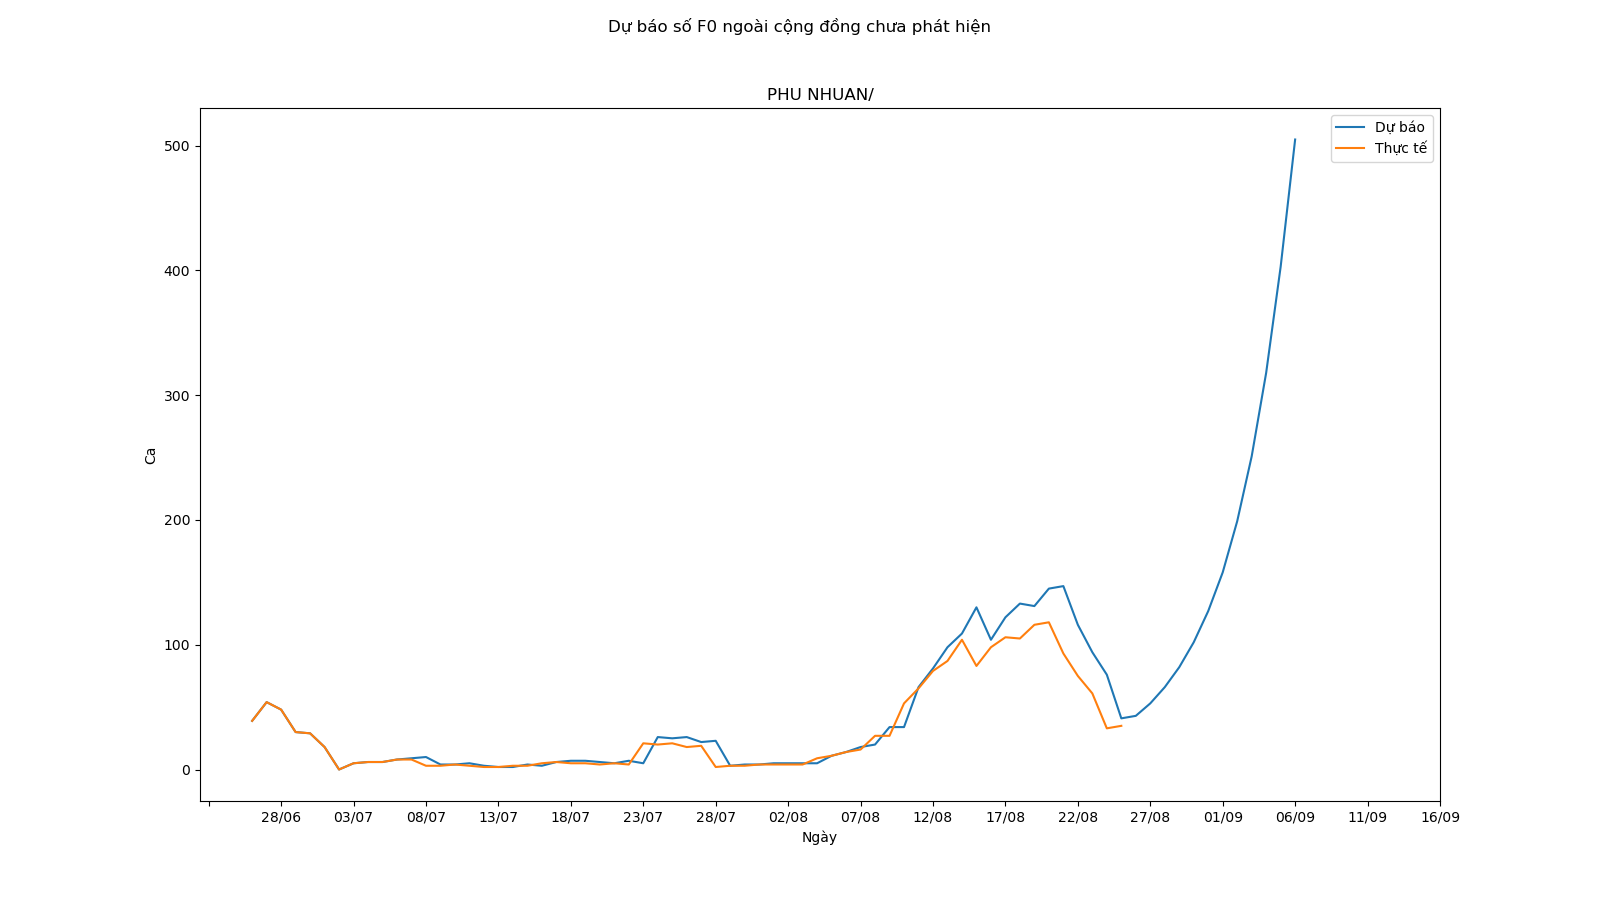 Dự báo số F0 ngoài cộng đồng chưa phát hiện
PHU NHUAN/
Dự báo
Thực tế
500
400
300
200
100
0
Ca
28/06 03/07 08/07 13/07 18/07 23/07 28/07 02/08 07/08 12/08 17/08 22/08 27/08 01/09 06/09 11/09 16/09
Ngày